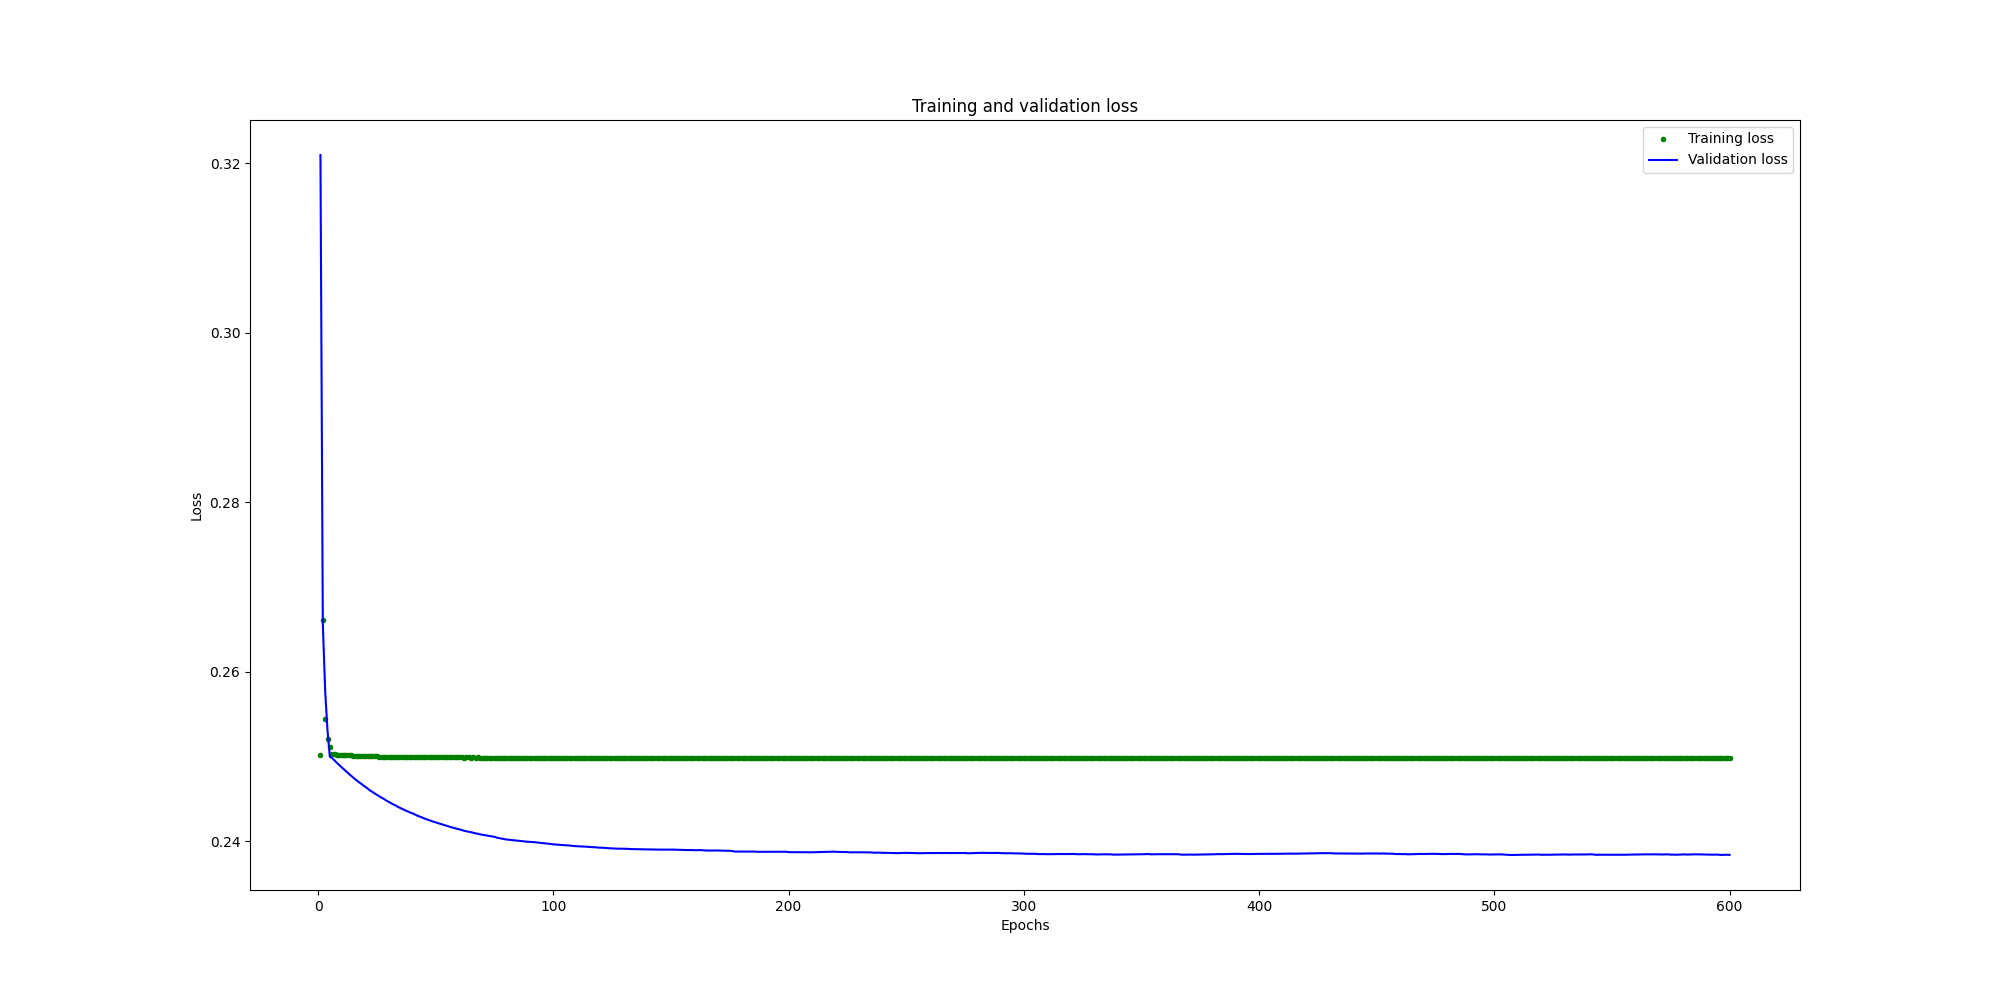 Training and validation loss
Training loss
Validation loss
0.32
0.30
0.28
0.26
0.24
Loss
0
100
200
300
400
500
600
Epochs